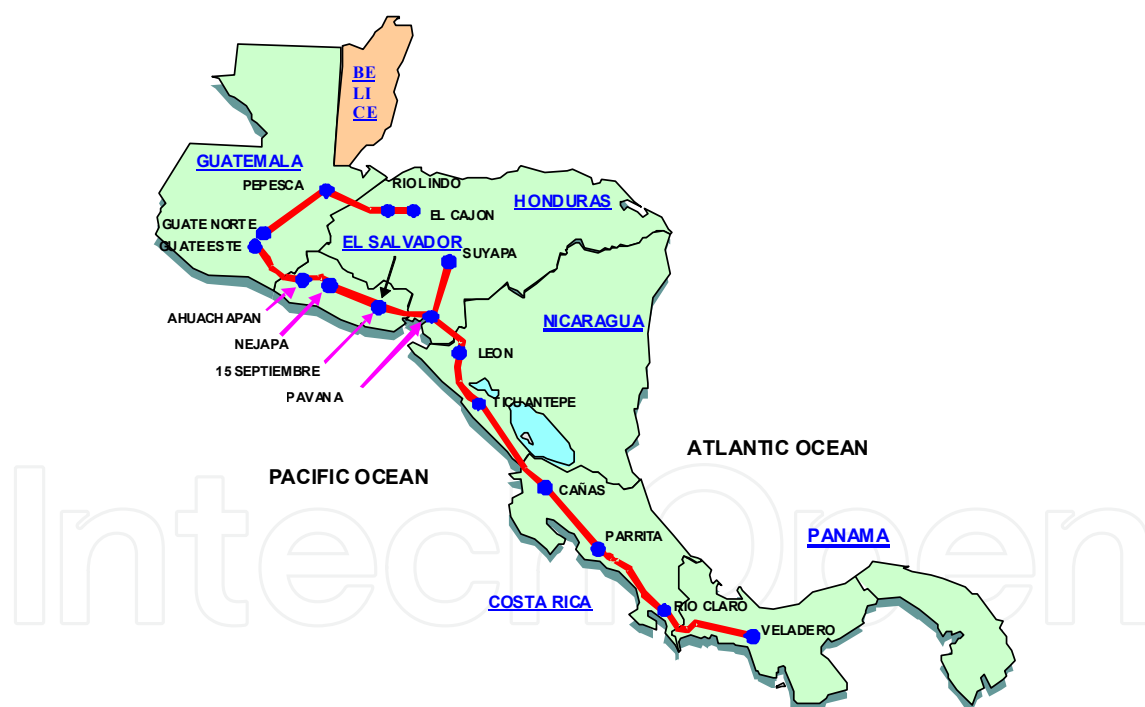 BE
LI
CE
GUATEMALA
PEPESCA
RIO LINDO
HONDURAS
EL CAJON
GUATE NORTE
GUATE ESTE
EL SALVADOR
SUYAPA
AHUACHAPAN
NEJAPA
15 SEPTIEMBRE
PAVANA
NICARAGUA
LEON
TICUANTEPE
ATLANTIC OCEAN
PACIFIC OCEAN
CAÑAS
PARRITA
PANAMA
COSTA RICA
RIO CLARO
VELADERO
IntechOpen